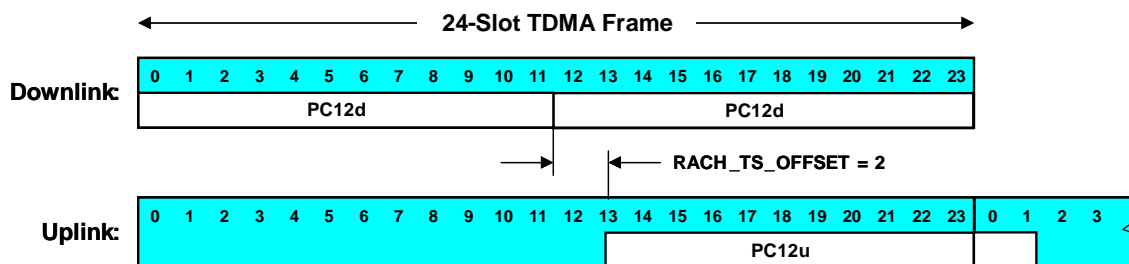 24-Slot TDMA Frame
Downlink: 0 1 2 3 4 5 6 7 8 9 10 11 12 13 14 15 16 17 18 19 20 21 22 23
PC12d PC12d
RACH_TS_OFFSET = 2
Uplink: 0 1 2 3 4 5 6 7 8 9 10 11 12 13 14 15 16 17 18 19 20 21 22 23 0 1 2 3
PC12u